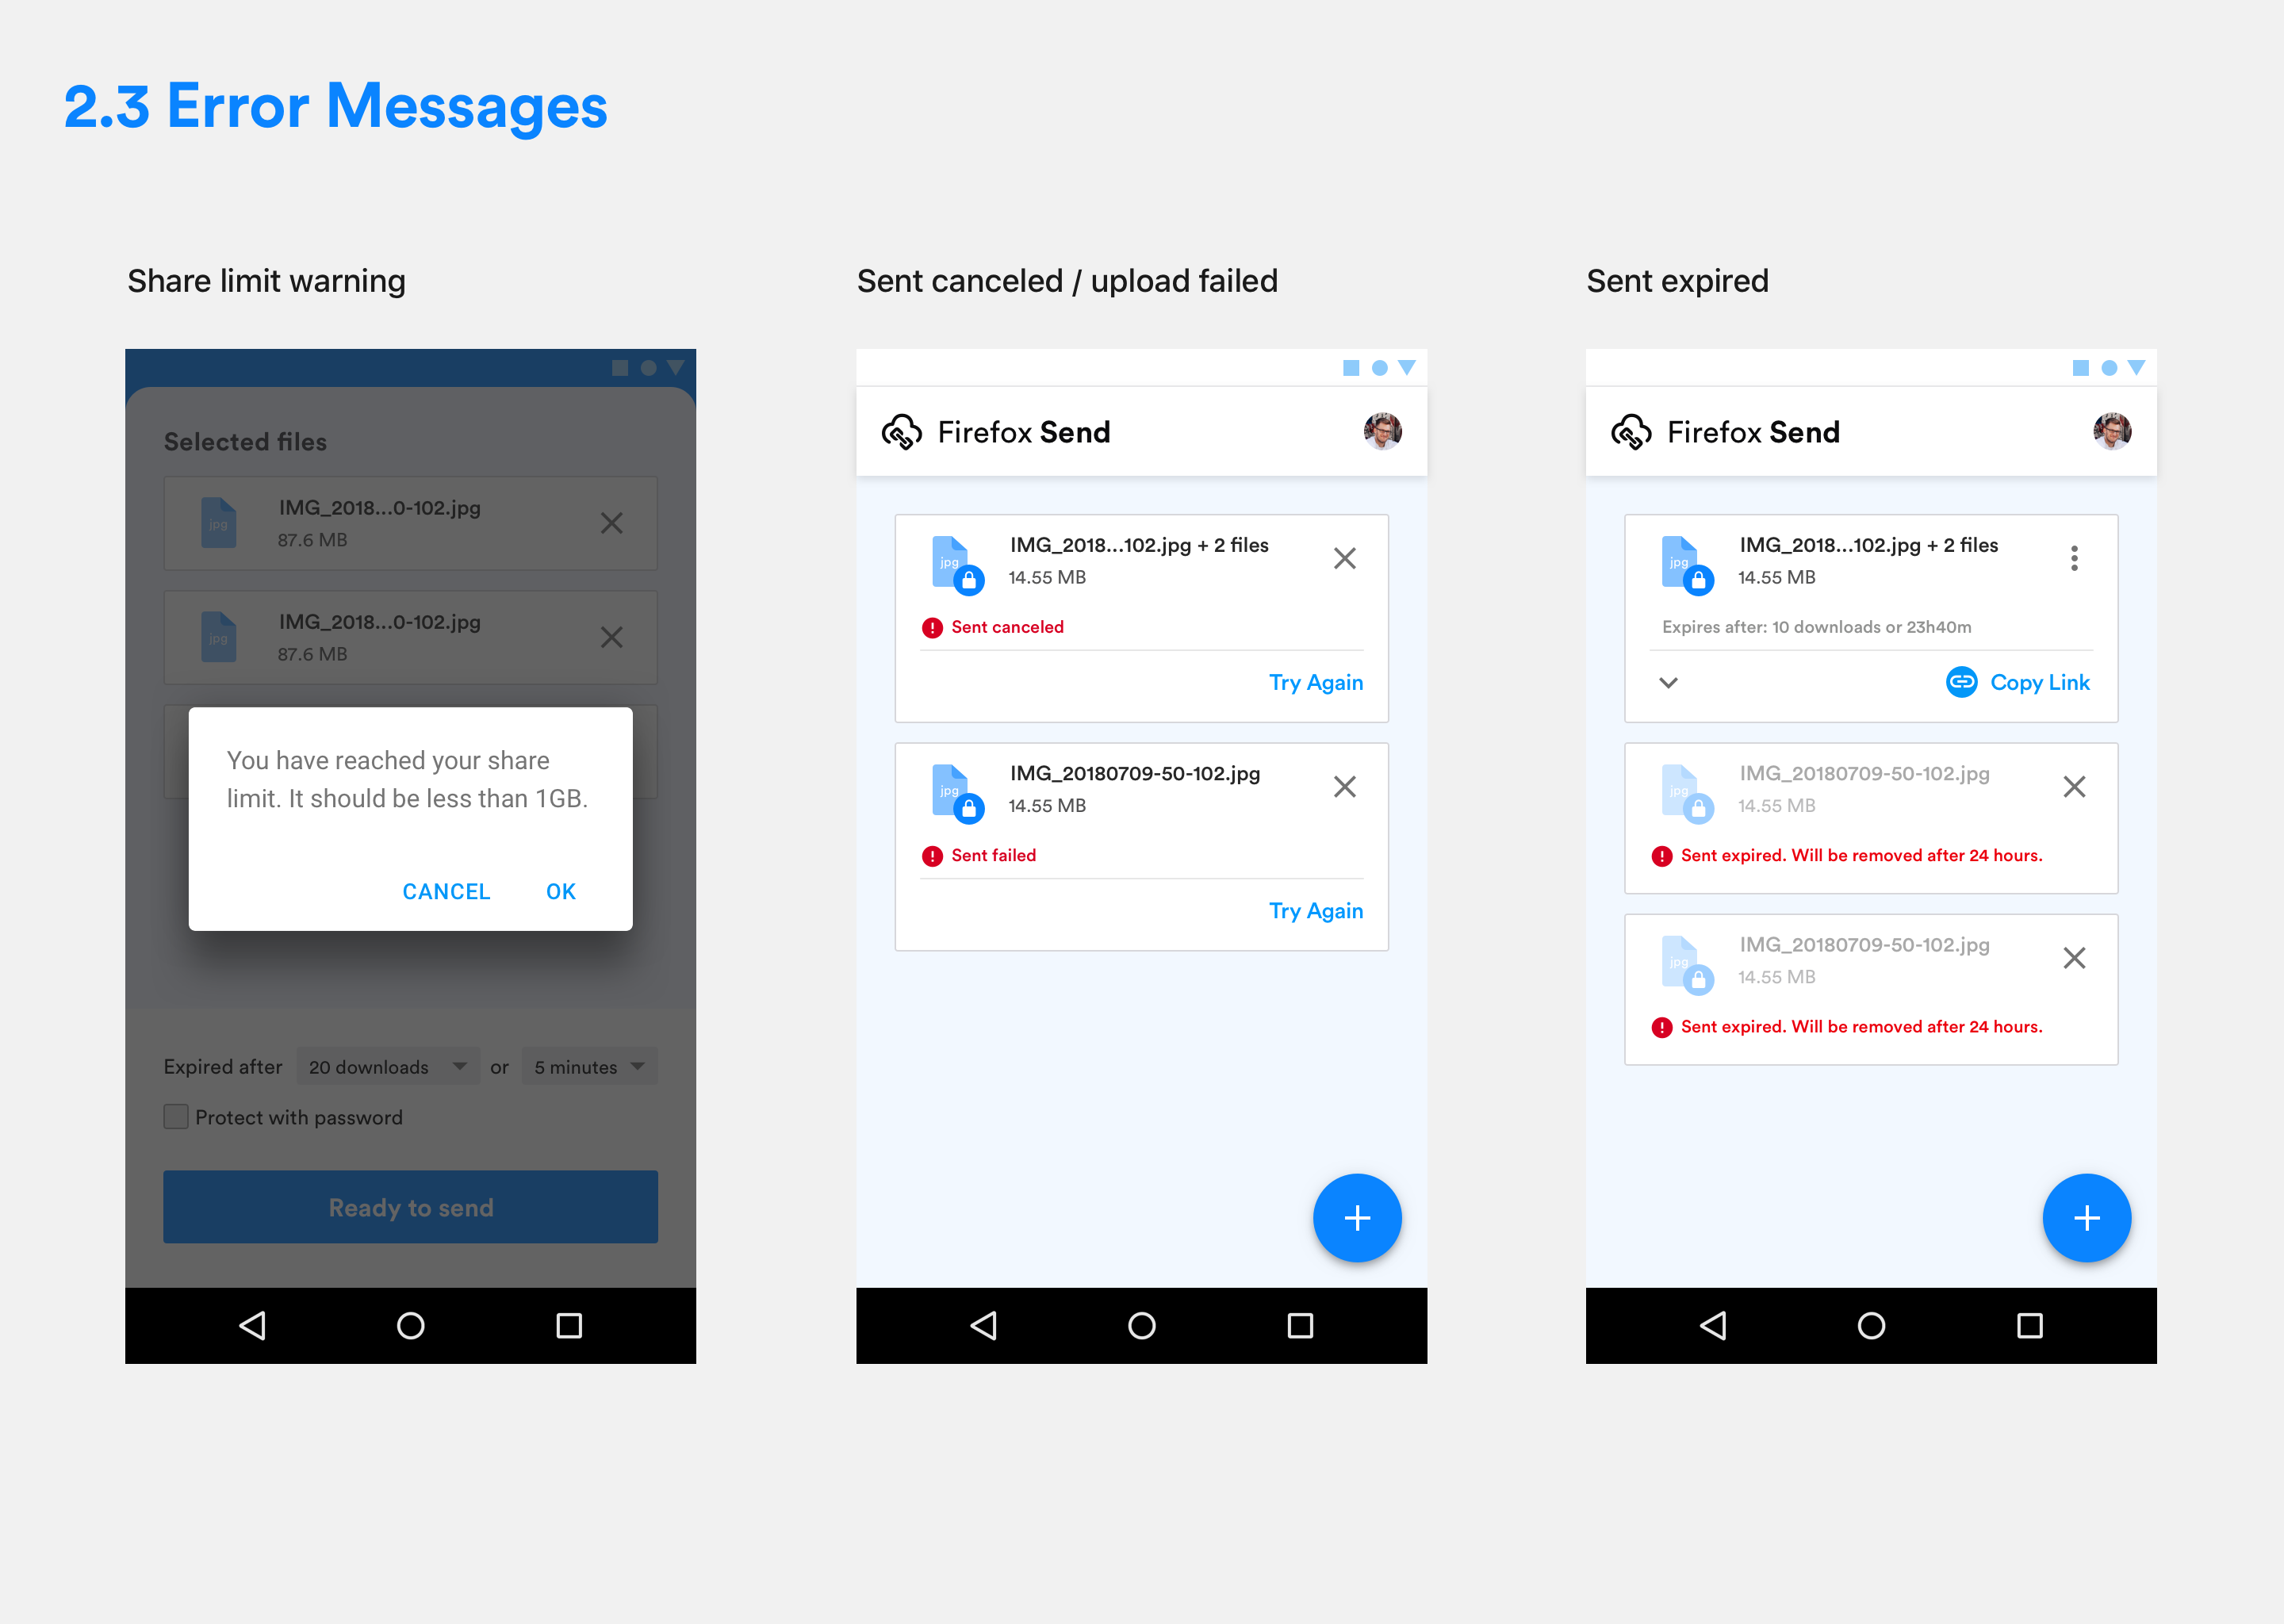 2.3 Error Messages
Share limit warning
Selected files
jpg
IMG_2018...0-102.jpg
87.6 MB
jpg
IMG_2018...0-102.jpg
87.6 MB
You have reached your share
limit. It should be less than 1GB.
CANCEL OK
Expired after 20 downloads or 5 minutes
Protect with password
Ready to send
Sent canceled / upload failed
Firefox Send
jpg
IMG_2018...102.jpg + 2 files
14.55 MB
Sent canceled
Try Again
jpg
IMG_20180709-50-102.jpg
14.55 MB
Sent failed
Try Again
Sent expired
Firefox Send
jpg
IMG_2018...102.jpg + 2 files
14.55 MB
Expires after: 10 downloads or 23h40m
Copy Link
jpg
IMG_20180709-50-102.jpg
14.55 MB
Sent expired. Will be removed after 24 hours.
jpg
IMG_20180709-50-102.jpg
14.55 MB
Sent expired. Will be removed after 24 hours.